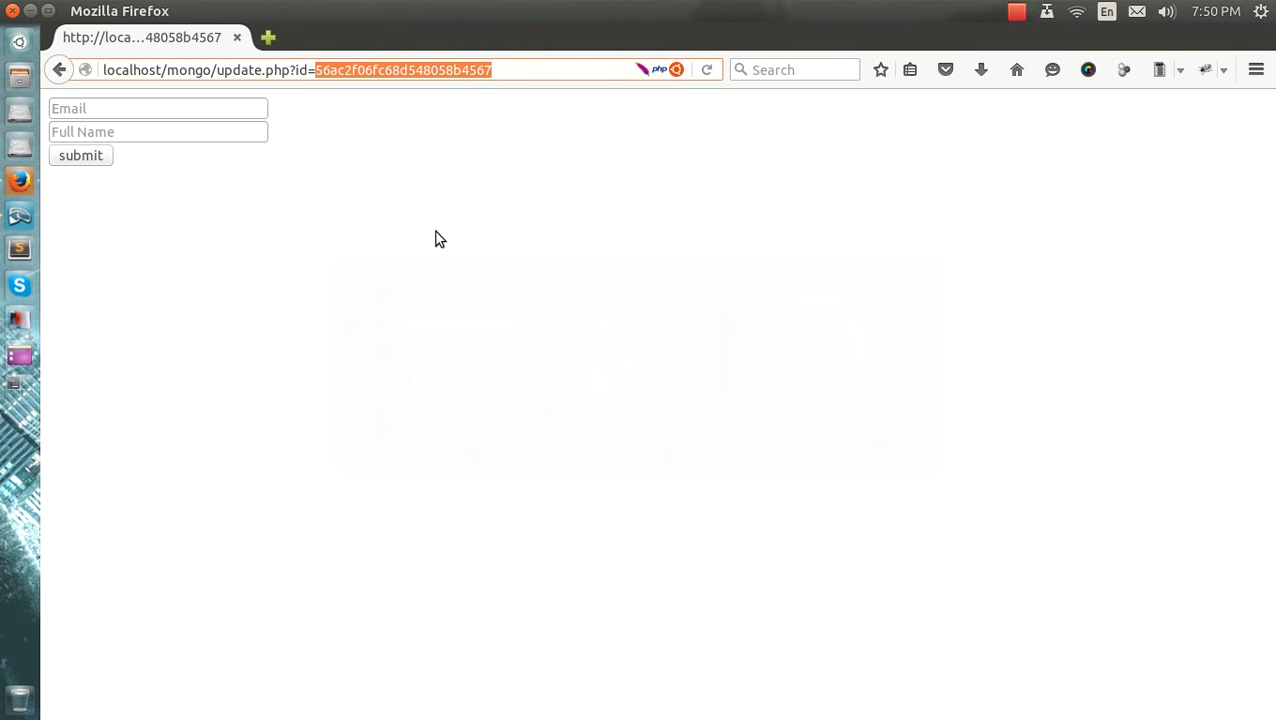 Mozilla Firefox
En
7:50 PM
http://loca...48058b4567
localhost/mongo/update.php?id=56ac2f06fc68d548058b4567
php
Search
Email
Full Name
submit